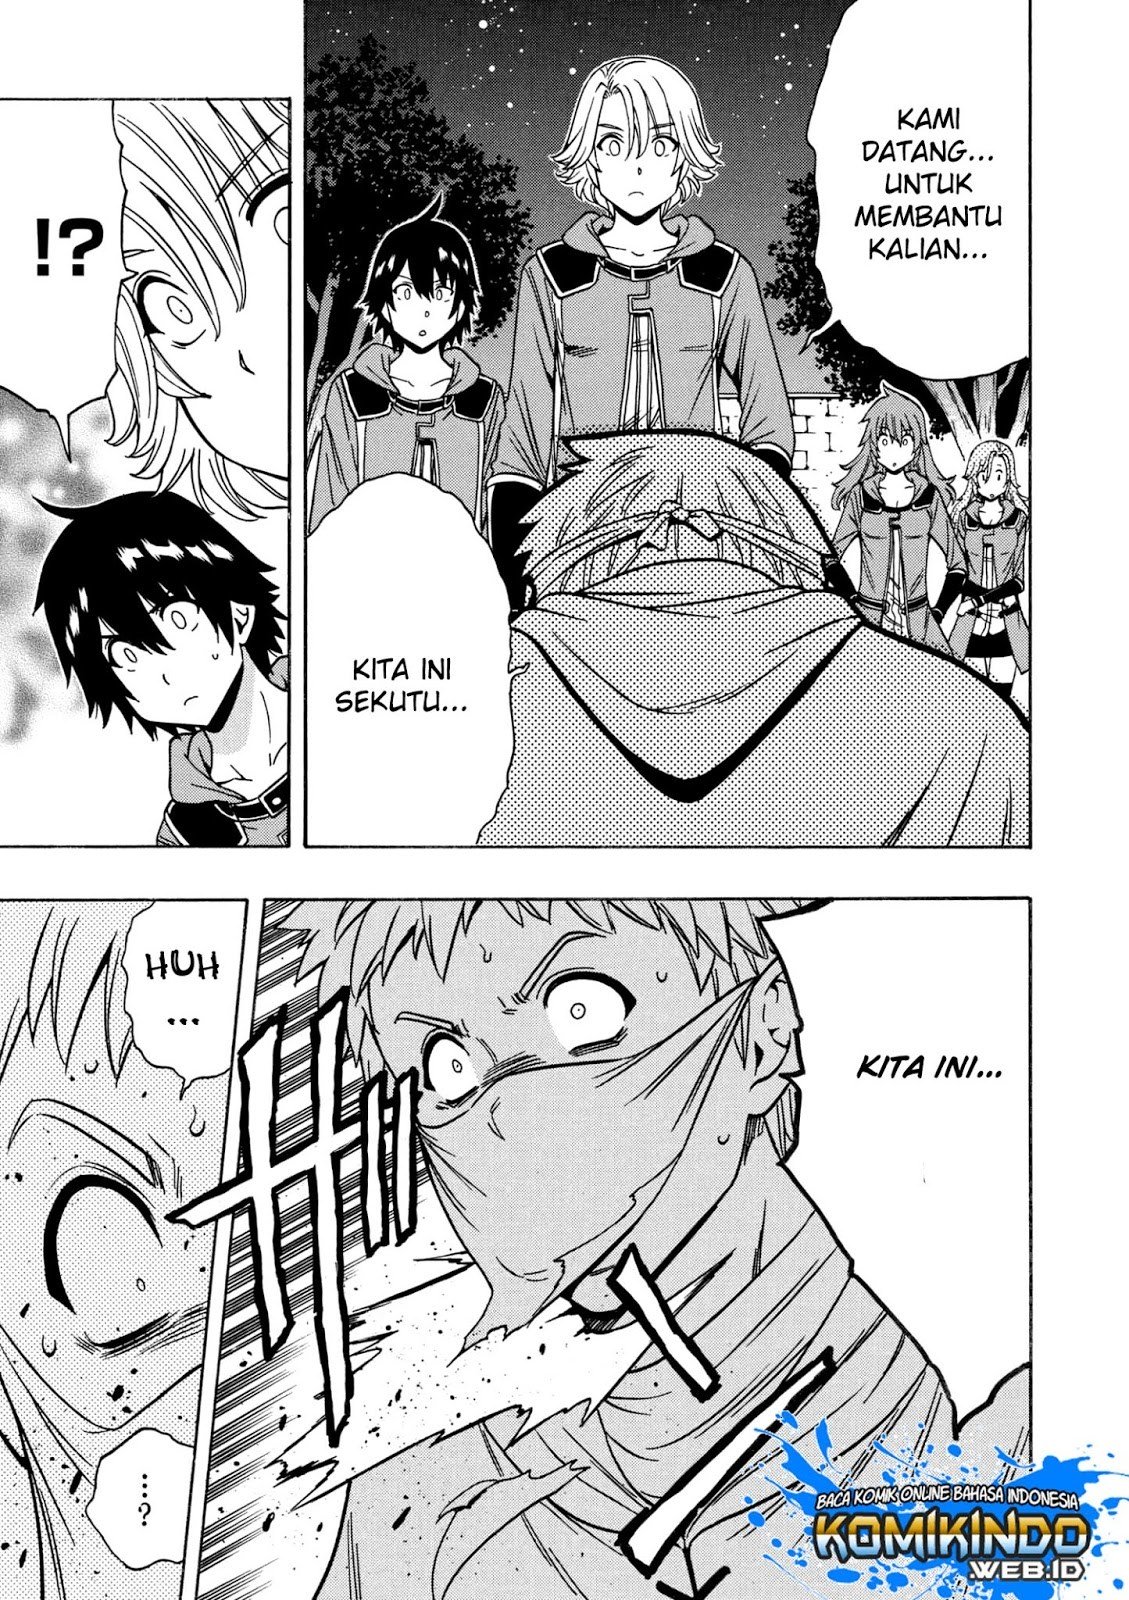 KAMI
DATANG...
UNTUK
MEMBANTU
KALIAN...
KITA INI
SEKUTU...
!?
KITA INI...
HUH
...
...?
BACA KOMIK ONLINE BAHASA INDONESIA
KOMIKINDO
.WEB.ID